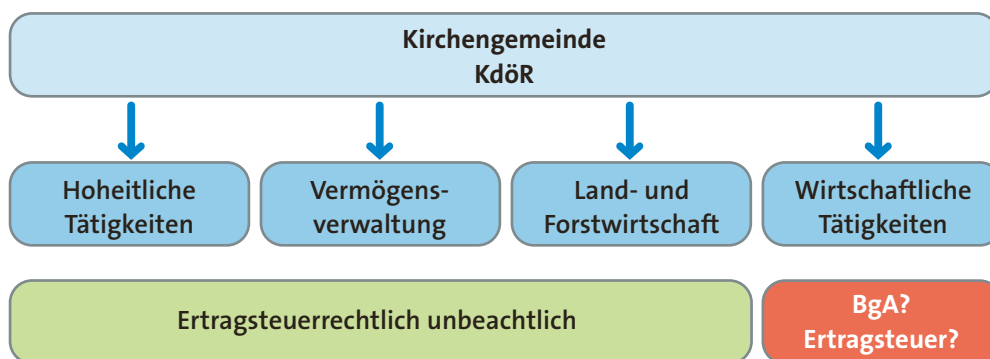 Kirchengemeinde
KdöR
Hoheitliche
Tätigkeiten
Vermögens-
verwaltung
Land- und
Forstwirtschaft
Wirtschaftliche
Tätigkeiten
Ertragsteuerrechtlich unbeachtlich
BgA?
Ertragsteuer?